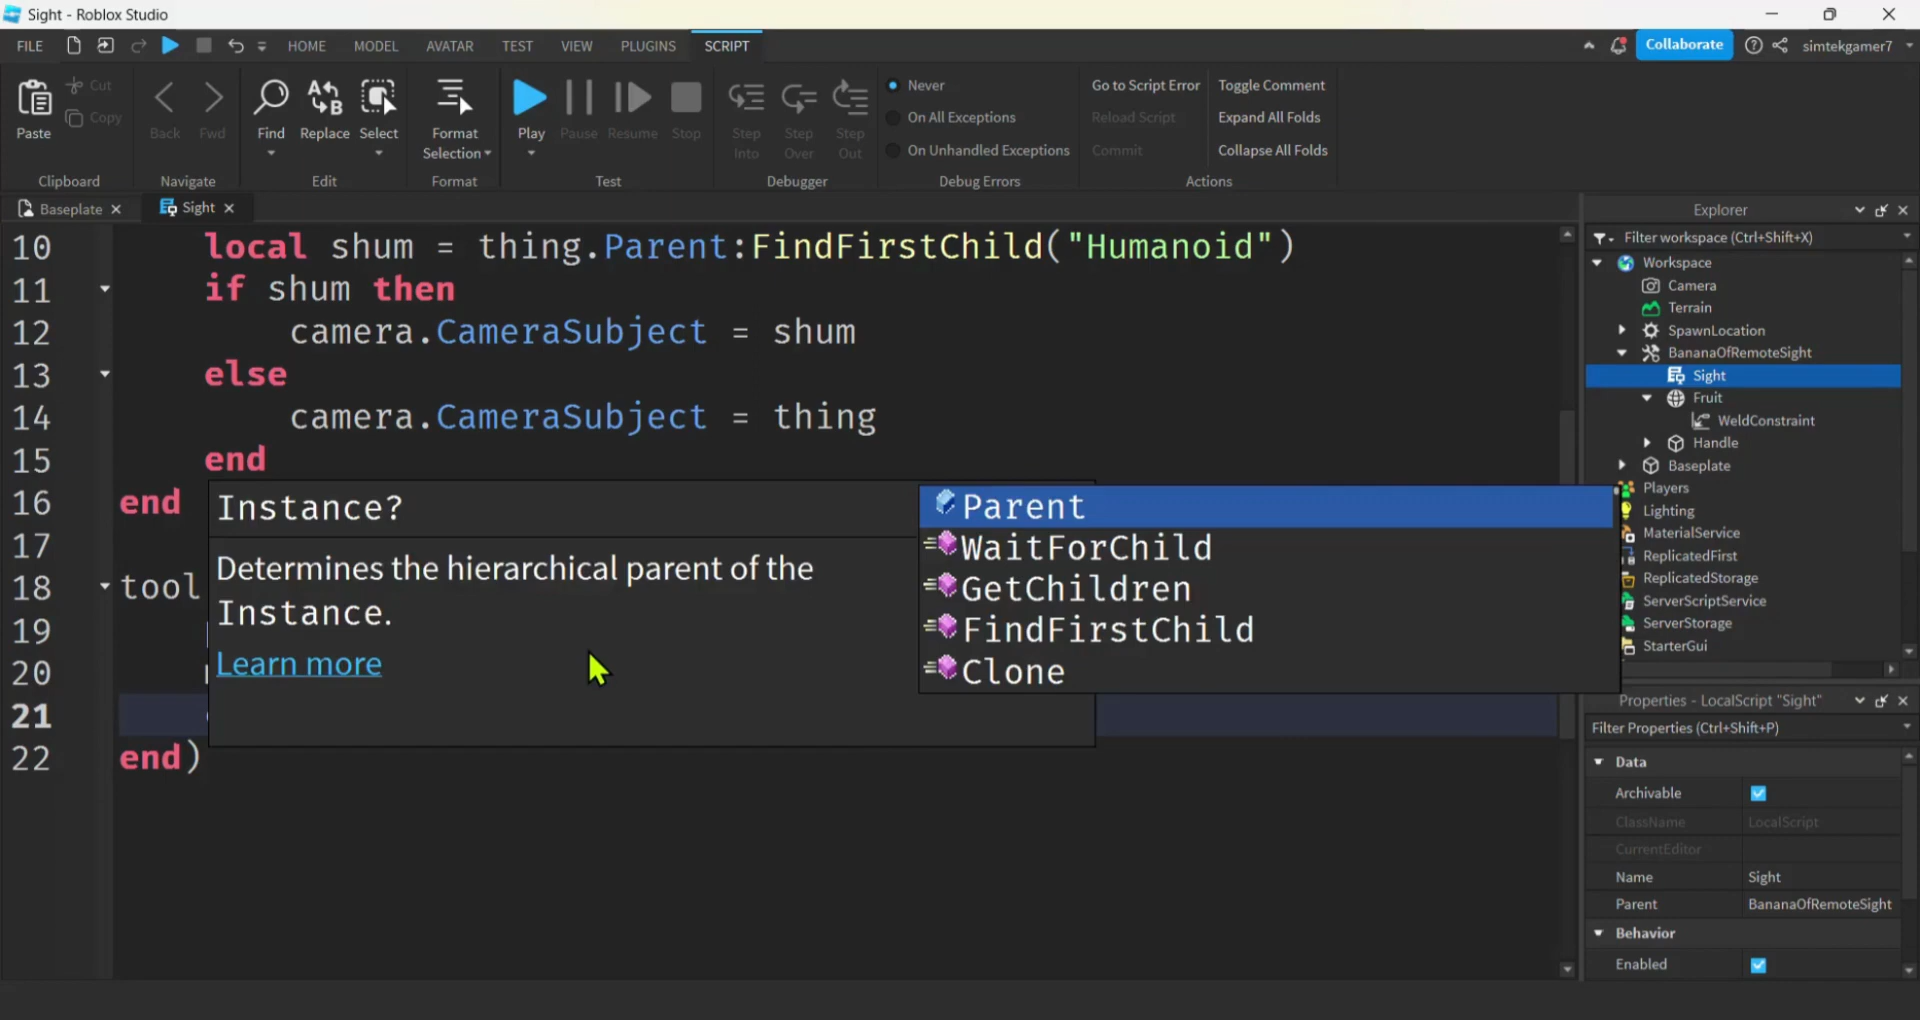 Sight - Roblox Studio
FILE HOME MODEL AVATAR TEST VIEW PLUGINS SCRIPT Collaborate simtekgamer7
Paste Cut Copy Back Fwd Find Replace Select Format Selection Play Pause Resume Stop Step Into Step Over Step Out
Never
On All Exceptions
On Unhandled Exceptions
Go to Script Error
Reload Script
Commit
Toggle Comment
Expand All Folds
Collapse All Folds
Clipboard Navigate Edit Format Test Debugger Debug Errors Actions
Baseplate Sight
10 local shum = thing.Parent:FindFirstChild("Humanoid")
11 if shum then
12 camera.CameraSubject = shum
13 else
14 camera.CameraSubject = thing
15 end
16 end
17
18 tool
19
20
21
22 end)
Instance?
Determines the hierarchical parent of the
Instance.
Learn more
Parent
WaitForChild
GetChildren
FindFirstChild
Clone
Explorer
Filter workspace (Ctrl+Shift+X)
Workspace
Camera
Terrain
SpawnLocation
BananaOfRemoteSight
Sight
Fruit
WeldConstraint
Handle
Baseplate
Players
Lighting
MaterialService
ReplicatedFirst
ReplicatedStorage
ServerScriptService
ServerStorage
StarterGui
Properties - LocalScript "Sight"
Filter Properties (Ctrl+Shift+P)
Data
Archivable
ClassName LocalScript
CurrentEditor
Name Sight
Parent BananaOfRemoteSight
Behavior
Enabled